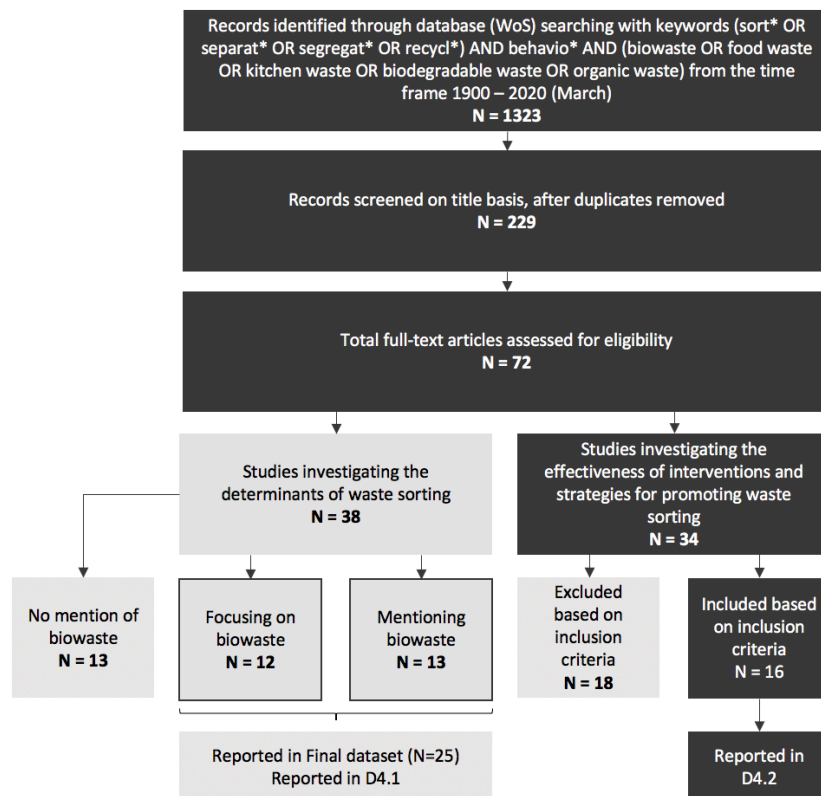 Records identified through database (WoS) searching with keywords (sort* OR
separat* OR segregat* OR recycl*) AND behavio* AND (biowaste OR food waste
OR kitchen waste OR biodegradable waste OR organic waste) from the time
frame 1900 – 2020 (March)
N = 1323
Records screened on title basis, after duplicates removed
N = 229
Total full-text articles assessed for eligibility
N = 72
Studies investigating the
determinants of waste sorting
N = 38
Studies investigating the
effectiveness of interventions and
strategies for promoting waste
sorting
N = 34
No mention of
biowaste
N = 13
Focusing on
biowaste
N = 12
Mentioning
biowaste
N = 13
Excluded
based on
inclusion
criteria
N = 18
Included based
on inclusion
criteria
N = 16
Reported in Final dataset (N=25)
Reported in D4.1
Reported in
D4.2